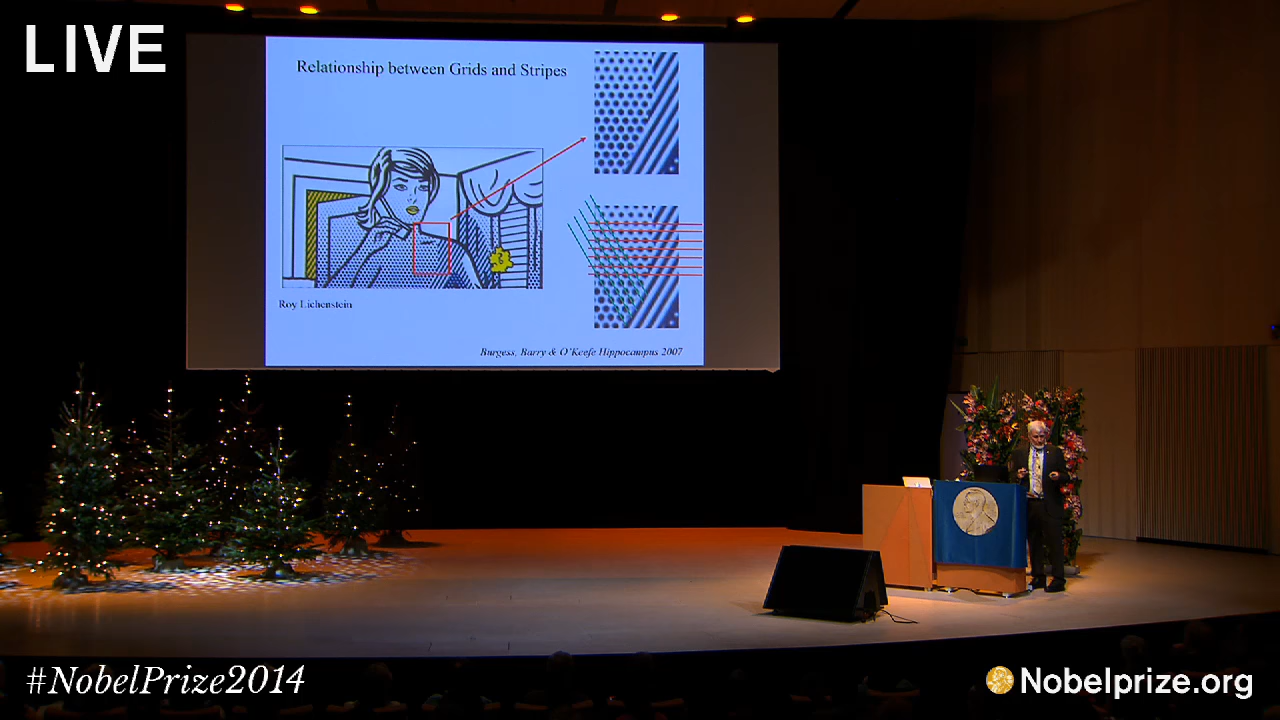 LIVE
Relationship between Grids and Stripes
Roy Lichenstein
Burgess, Barry & O'Keefe Hippocampus 2007
#NobelPrize2014
Nobelprize.org